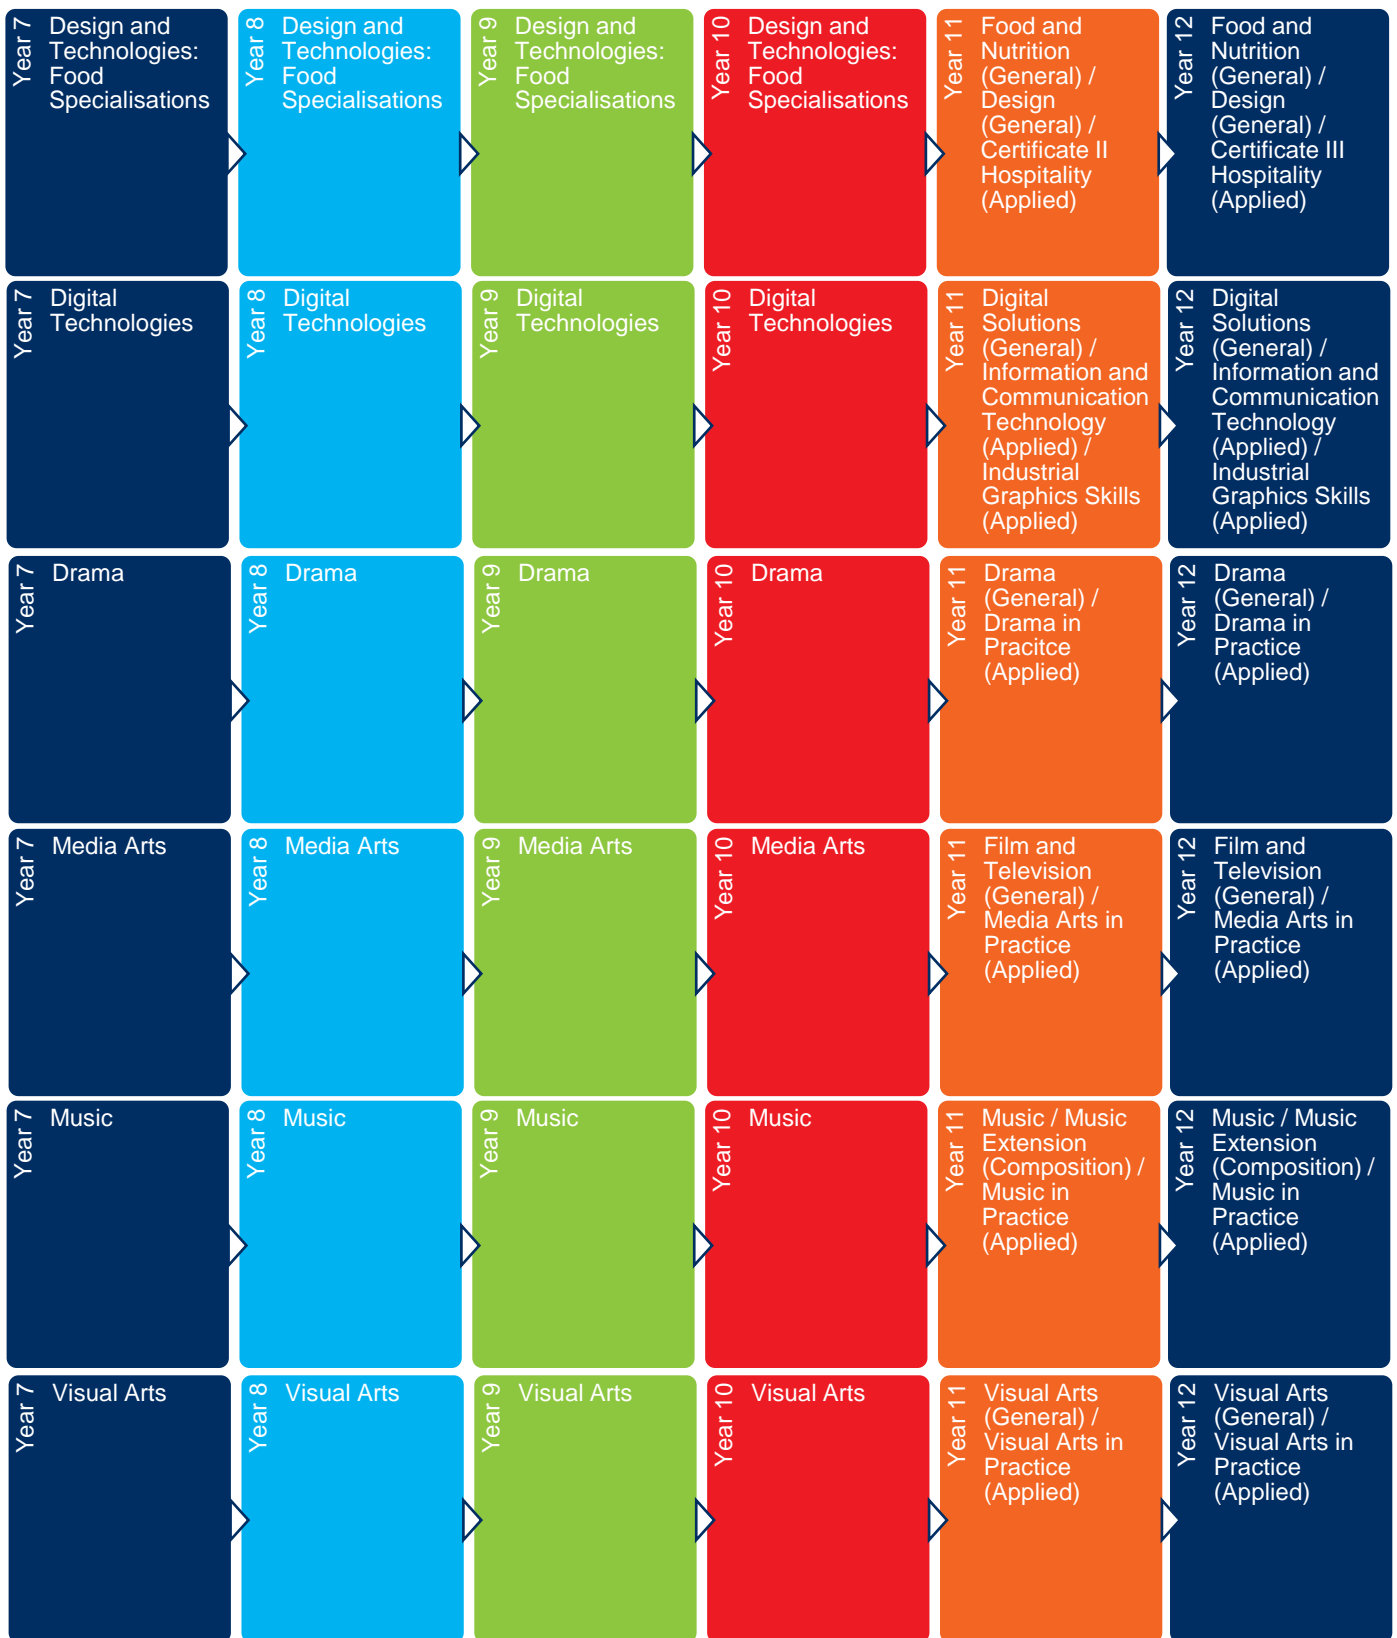 Year 7
Design and
Technologies:
Food
Specialisations
Year 8
Design and
Technologies:
Food
Specialisations
Year 9
Design and
Technologies:
Food
Specialisations
Year 10
Design and
Technologies:
Food
Specialisations
Year 11
Food and
Nutrition
(General) /
Design
(General) /
Certificate II
Hospitality
(Applied)
Year 12
Food and
Nutrition
(General) /
Design
(General) /
Certificate III
Hospitality
(Applied)
Year 7
Digital
Technologies
Year 8
Digital
Technologies
Year 9
Digital
Technologies
Year 10
Digital
Technologies
Year 11
Digital
Solutions
(General) /
Information and
Communication
Technology
(Applied) /
Industrial
Graphics Skills
(Applied)
Year 12
Digital
Solutions
(General) /
Information and
Communication
Technology
(Applied) /
Industrial
Graphics Skills
(Applied)
Year 7
Drama
Year 8
Drama
Year 9
Drama
Year 10
Drama
Year 11
Drama
(General) /
Drama in
Pracitce
(Applied)
Year 12
Drama
(General) /
Drama in
Practice
(Applied)
Year 7
Media Arts
Year 8
Media Arts
Year 9
Media Arts
Year 10
Media Arts
Year 11
Film and
Television
(General) /
Media Arts in
Practice
(Applied)
Year 12
Film and
Television
(General) /
Media Arts in
Practice
(Applied)
Year 7
Music
Year 8
Music
Year 9
Music
Year 10
Music
Year 11
Music / Music
Extension
(Composition) /
Music in
Practice
(Applied)
Year 12
Music / Music
Extension
(Composition) /
Music in
Practice
(Applied)
Year 7
Visual Arts
Year 8
Visual Arts
Year 9
Visual Arts
Year 10
Visual Arts
Year 11
Visual Arts
(General) /
Visual Arts in
Practice
(Applied)
Year 12
Visual Arts
(General) /
Visual Arts in
Practice
(Applied)